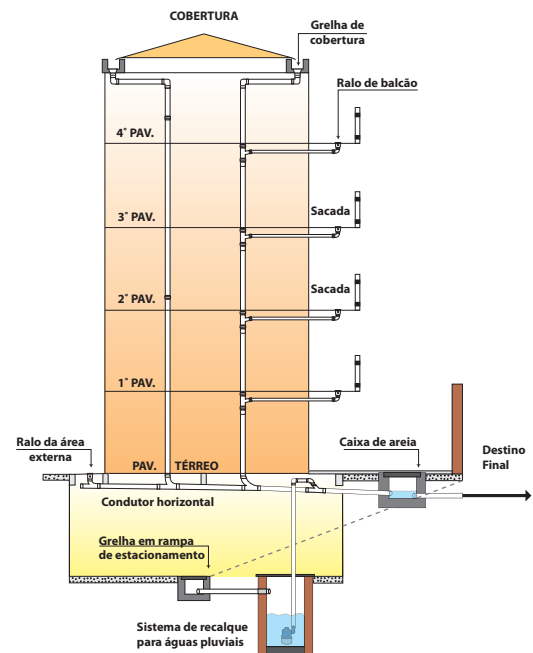 COBERTURA
Grelha de
cobertura
Ralo de balcão
4˚ PAV.
3˚ PAV.
Sacada
2˚ PAV.
Sacada
1˚ PAV.
Ralo da área
externa
PAV.
TÉRREO
Caixa de areia
Destino
Final
Condutor horizontal
Grelha em rampa
de estacionamento
Sistema de recalque
para águas pluviais